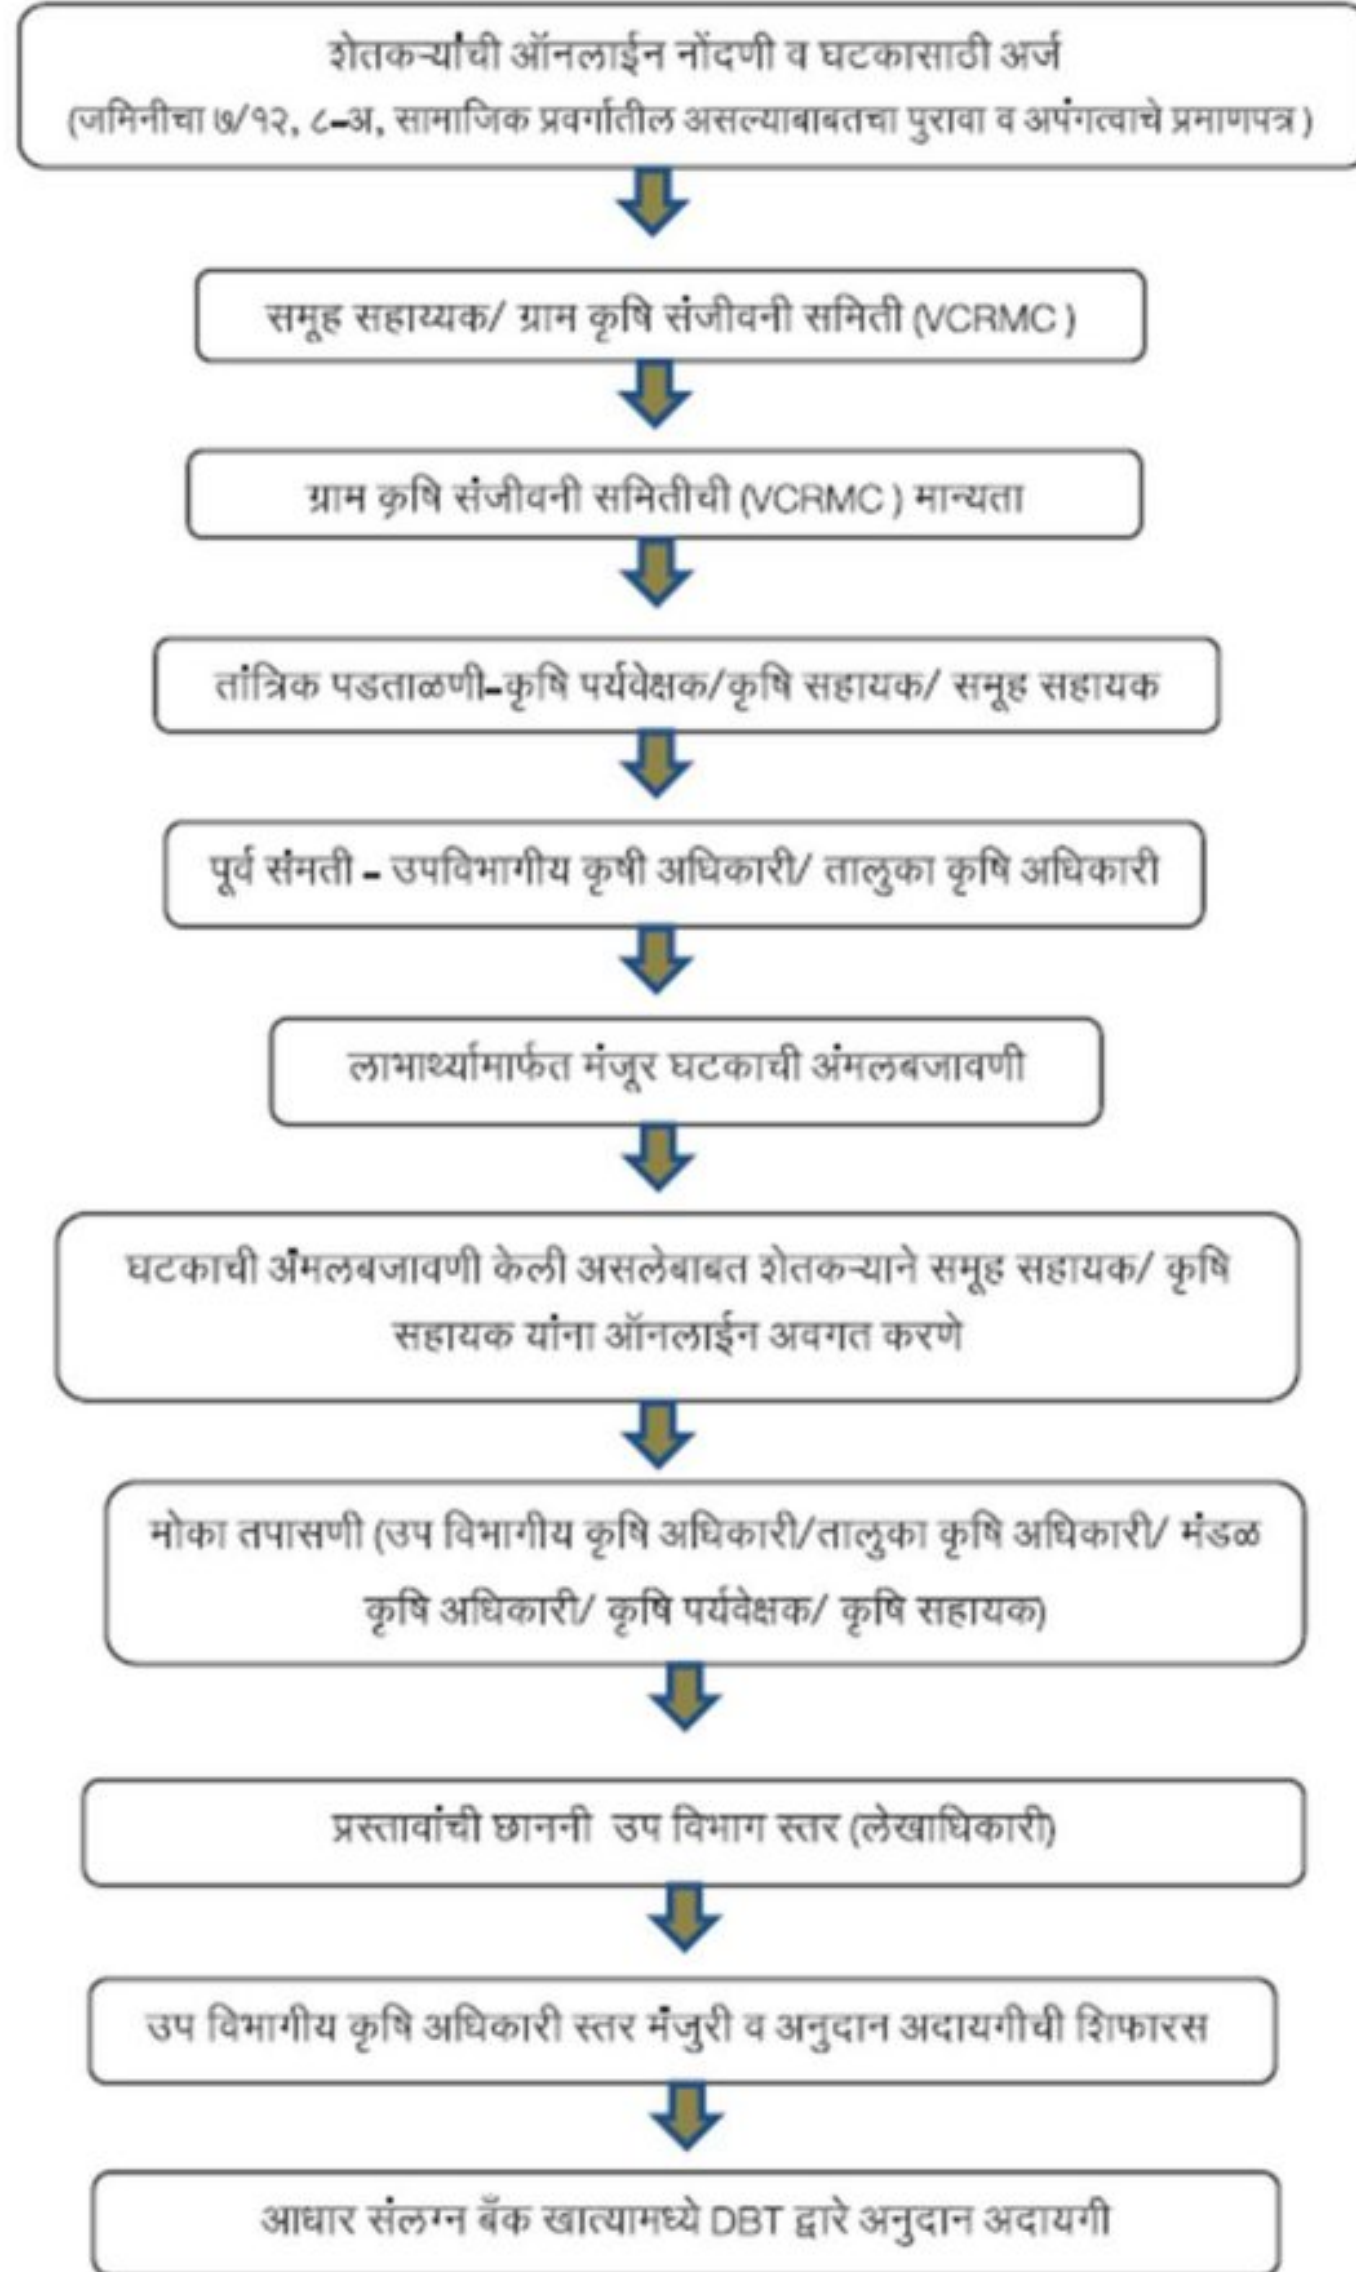 शेतकऱ्यांची ऑनलाईन नोंदणी व घटकासाठी अर्ज
(जमिनीचा ७/१२, ८-अ, सामाजिक प्रवर्गातील असल्याबाबतचा पुरावा व अपंगत्वाचे प्रमाणपत्र )
समूह सहाय्यक/ ग्राम कृषि संजीवनी समिती (VCRMC )
ग्राम कृषि संजीवनी समितीची (VCRMC ) मान्यता
तांत्रिक पडताळणी-कृषि पर्यवेक्षक/कृषि सहायक/ समूह सहायक
पूर्व संमती - उपविभागीय कृषी अधिकारी/ तालुका कृषि अधिकारी
लाभार्थ्यामार्फत मंजूर घटकाची अंमलबजावणी
घटकाची अंमलबजावणी केली असलेबाबत शेतकऱ्याने समूह सहायक/ कृषि
सहायक यांना ऑनलाईन अवगत करणे
मोका तपासणी (उप विभागीय कृषि अधिकारी/तालुका कृषि अधिकारी/ मंडळ
कृषि अधिकारी/ कृषि पर्यवेक्षक/ कृषि सहायक)
प्रस्तावांची छाननी उप विभाग स्तर (लेखाधिकारी)
उप विभागीय कृषि अधिकारी स्तर मंजुरी व अनुदान अदायगीची शिफारस
आधार संलग्न बँक खात्यामध्ये DBT द्वारे अनुदान अदायगी